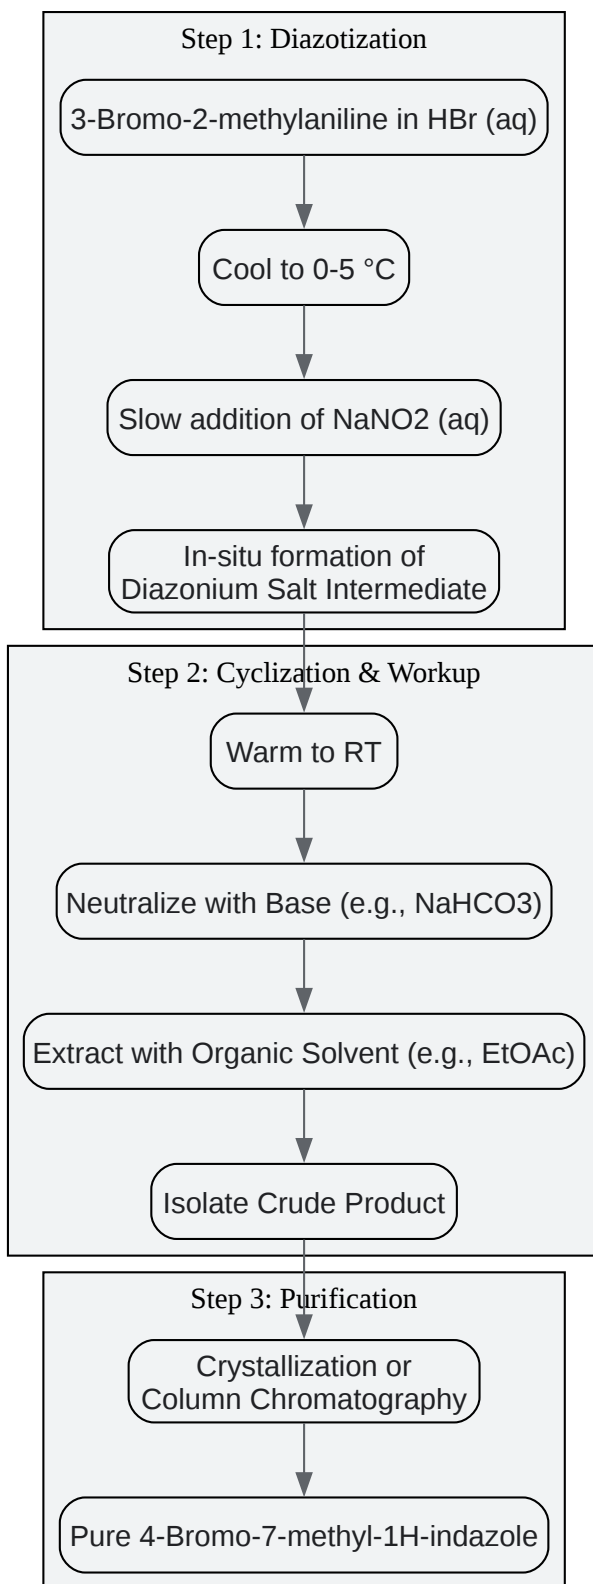 Step 1: Diazotization
3-Bromo-2-methylaniline in HBr (aq)
Cool to 0-5 °C
Slow addition of NaNO2 (aq)
In-situ formation of
Diazonium Salt Intermediate
Step 2: Cyclization & Workup
Warm to RT
Neutralize with Base (e.g., NaHCO3)
Extract with Organic Solvent (e.g., EtOAc)
Isolate Crude Product
Step 3: Purification
Crystallization or
Column Chromatography
Pure 4-Bromo-7-methyl-1H-indazole